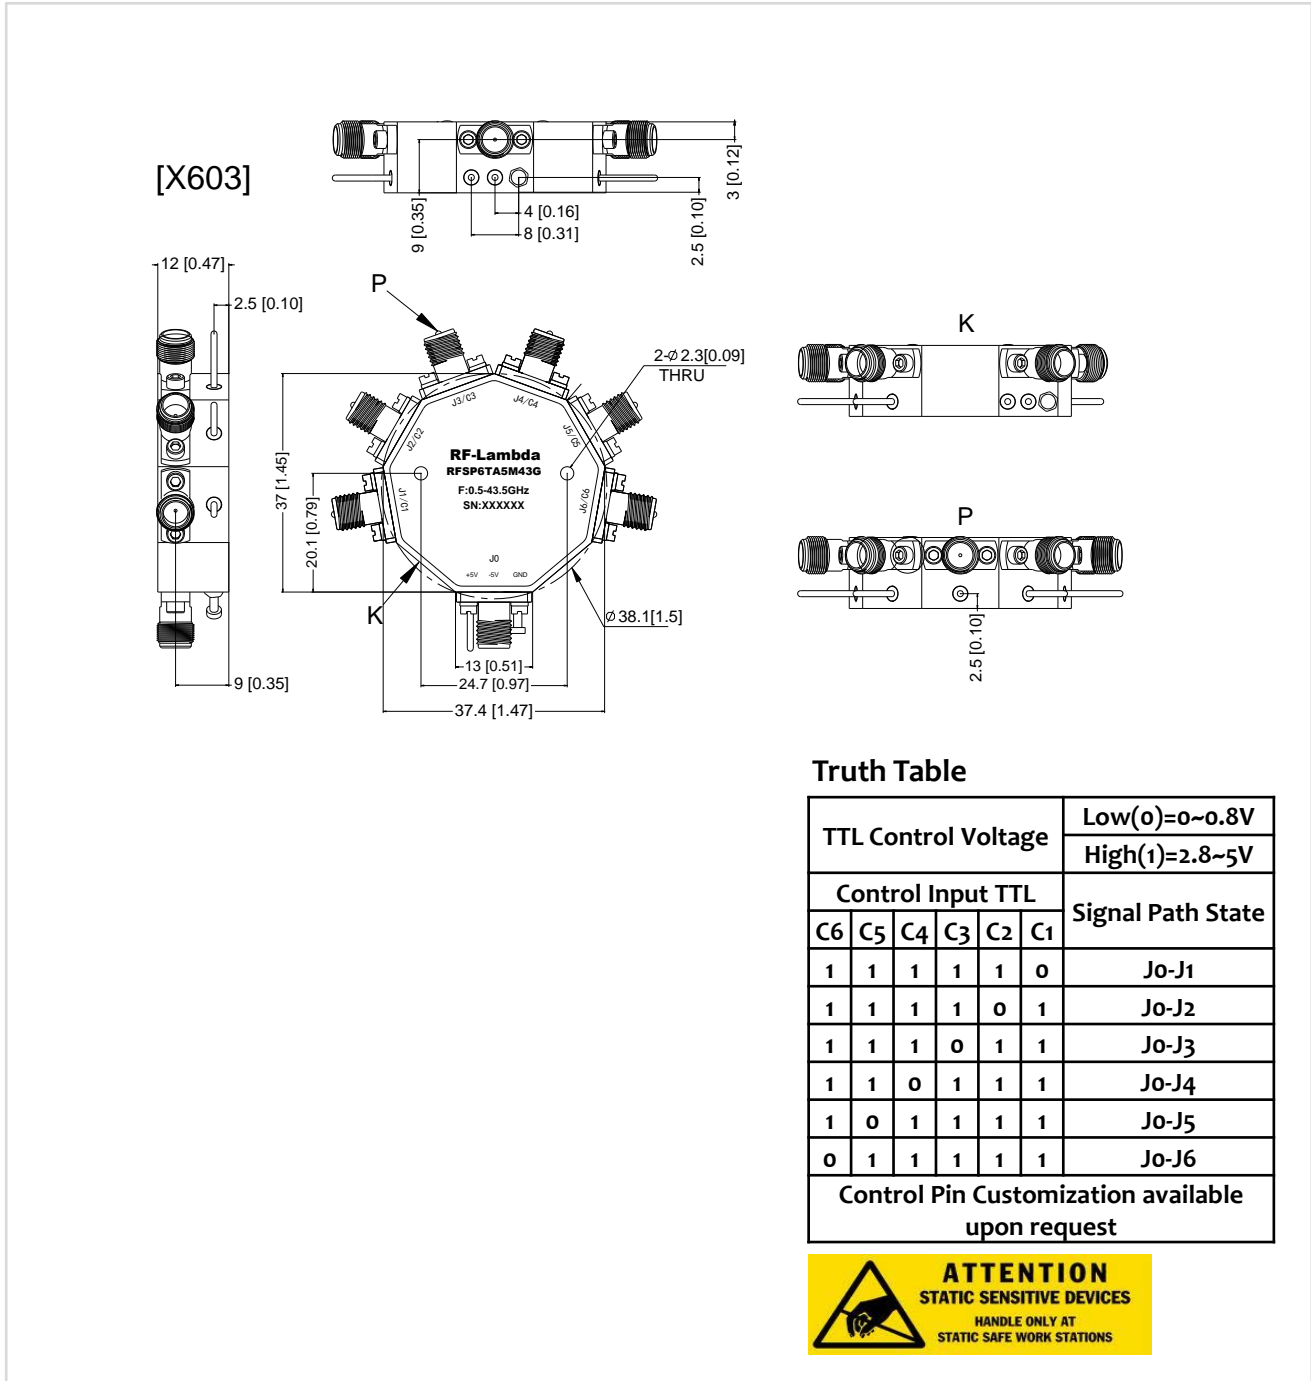 [X603]
3 [0.12]
9 [0.35]
4 [0.16]
8 [0.31]
2.5 [0.10]
12 [0.47]
2.5 [0.10]
P
2-Ø 2.3[0.09]
THRU
K
J3/C3
J4/C4
J2/C2
J5/C5
J1/C1
J6/C6
RF-Lambda
RFSP6TA5M43G
F:0.5-43.5GHz
SN:XXXXXX
37 [1.45]
20.1 [0.79]
J0
+5V -5V GND
K
Ø 38.1[1.5]
13 [0.51]
24.7 [0.97]
37.4 [1.47]
9 [0.35]
P
2.5 [0.10]
Truth Table
TTL Control Voltage
Low(0)=0~0.8V
High(1)=2.8~5V
Control Input TTL
Signal Path State
C6 C5 C4 C3 C2 C1
1 1 1 1 1 0 J0-J1
1 1 1 1 0 1 J0-J2
1 1 1 0 1 1 J0-J3
1 1 0 1 1 1 J0-J4
1 0 1 1 1 1 J0-J5
0 1 1 1 1 1 J0-J6
Control Pin Customization available
upon request
ATTENTION
STATIC SENSITIVE DEVICES
HANDLE ONLY AT
STATIC SAFE WORK STATIONS